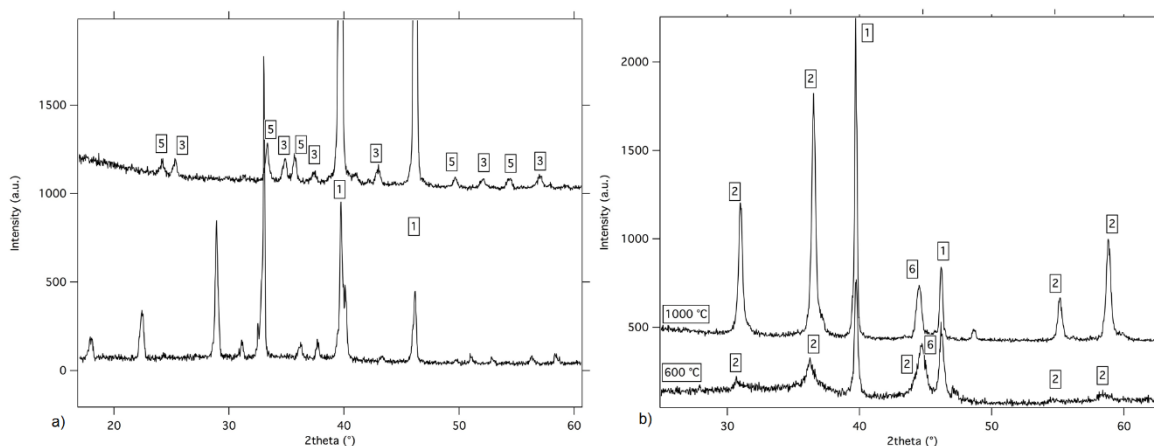 Intensity (a.u.)
1500
5 3 5 3 5 3 3 5 3 5 3
1000
1
1
500
0
20 30 40 50 60
a) 2theta (°)
Intensity (a.u.)
2000
1
2
1500
2 2
1000
6 1
2
500
1000 °C
600 °C
2 2 2 6 2 2
30 40 50 60
b) 2theta (°)